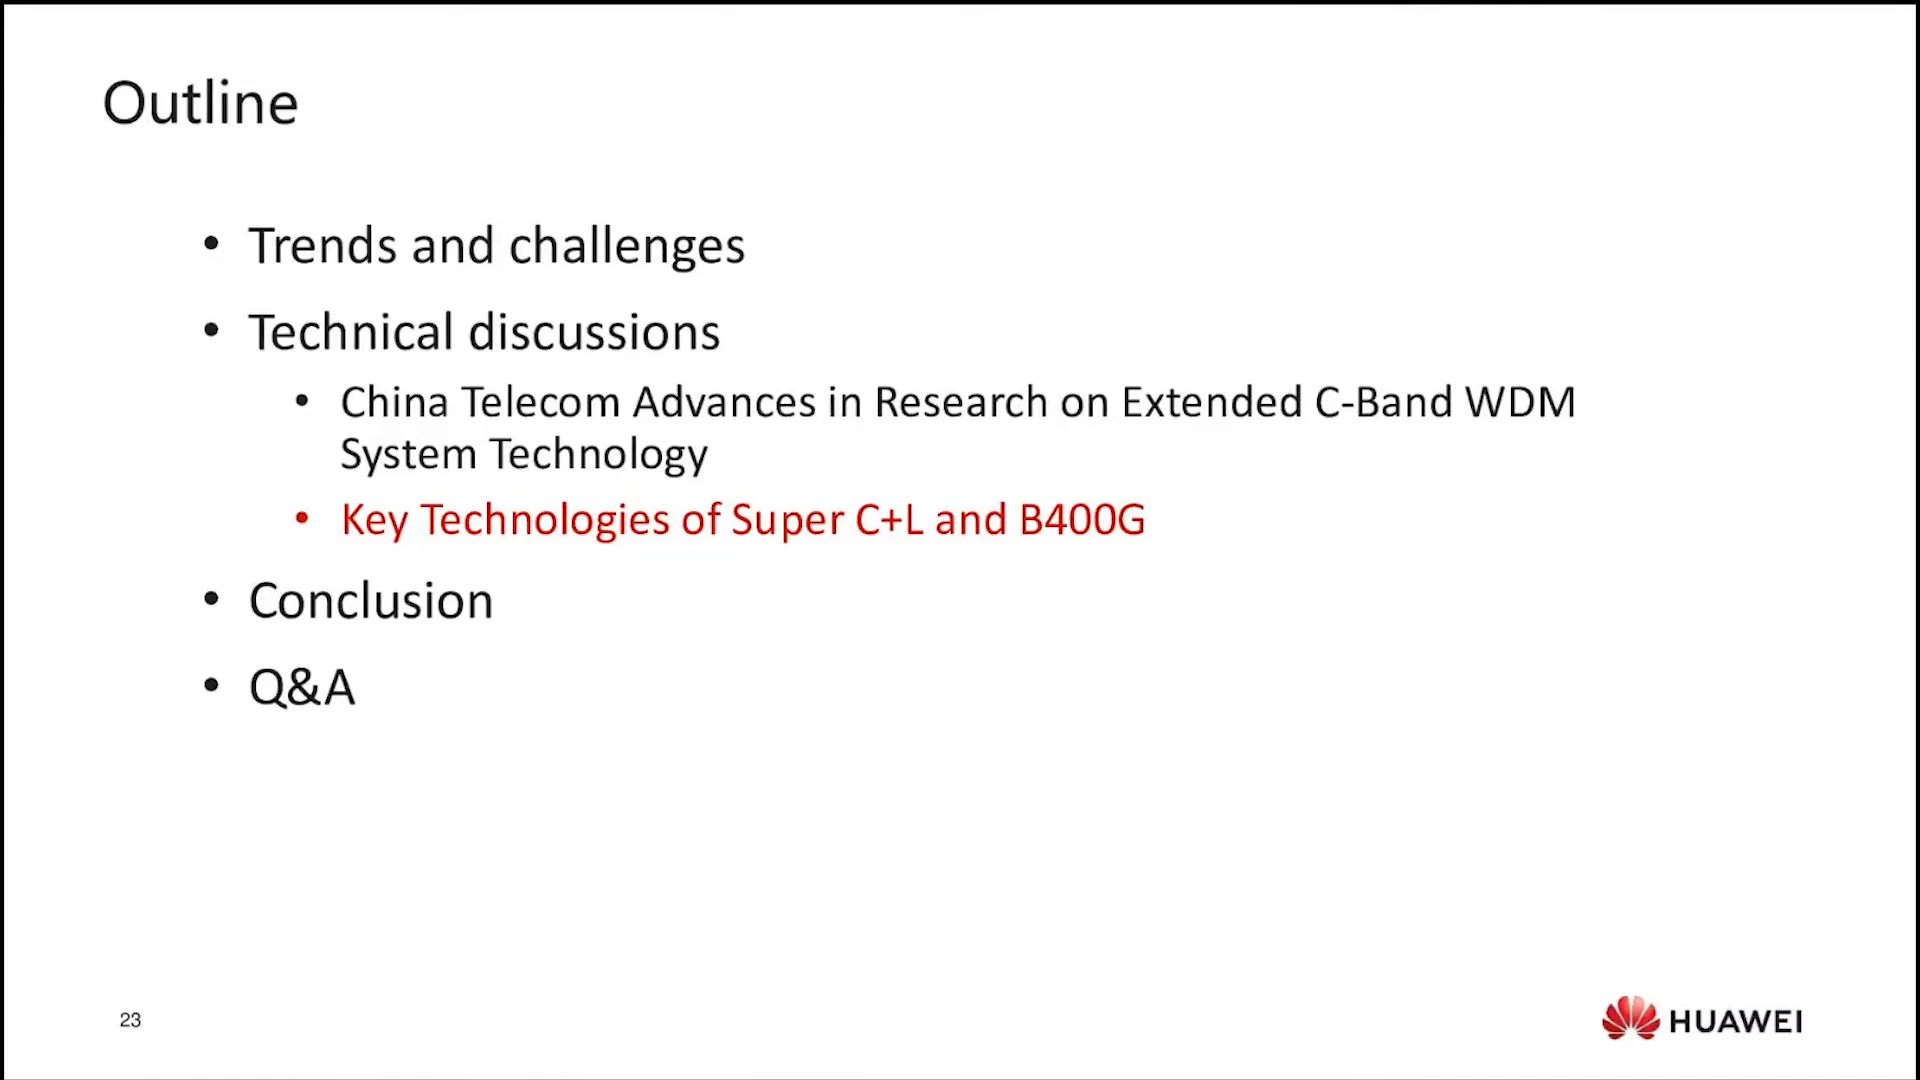 Outline
• Trends and challenges
• Technical discussions
• China Telecom Advances in Research on Extended C-Band WDM
System Technology
• Key Technologies of Super C+L and B400G
• Conclusion
• Q&A
23
HUAWEI